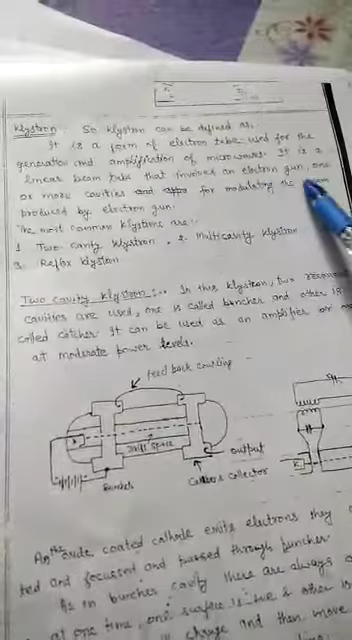 Klystron So klystron can be defined as,
It is a form of electron tube used for the
generation and amplification of microwaves. It is a
linear beam tube that involves an electron gun, one
or more cavities and for modulating the beam
produced by electron gun.
The most common klystrons are:-
1. Two-cavity klystron, 2. Multicavity klystron
3. Reflex klystron
Two cavity klystron:- In this klystron, two resonant
cavities are used, one is called buncher and other is
called catcher. It can be used as an amplifier or
at moderate power levels.
feed back coupling
K
Drift space
output
Buncher
collector
K
An oxide coated cathode emits electrons they
ted and focussed and passed through buncher
As in buncher cavity there are always
at one time, one surface is +ve & other is
change and then move